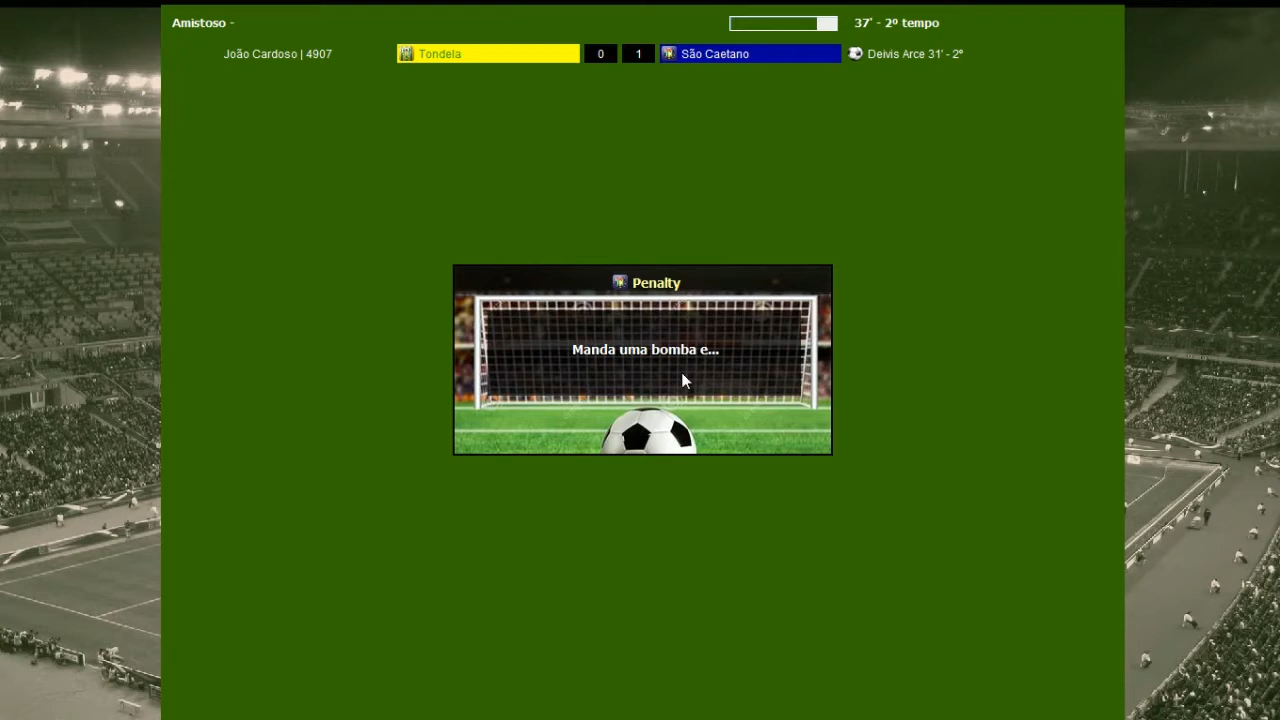 Amistoso -
37' - 2º tempo
João Cardoso | 4907
Tondela
0
1
São Caetano
Deivis Arce 31' - 2º
Penalty
Manda uma bomba e...